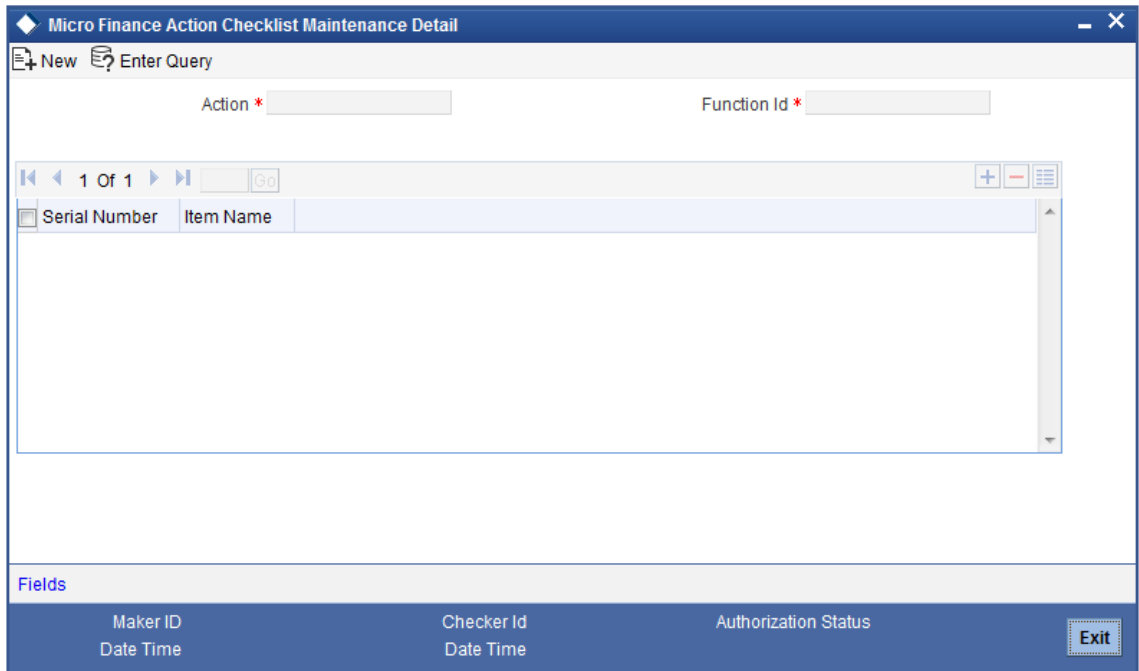 Micro Finance Action Checklist Maintenance Detail
New Enter Query
Action * Function Id *
1 Of 1 Go
Serial Number Item Name
Fields
Maker ID Checker Id Authorization Status
Date Time Date Time
Exit